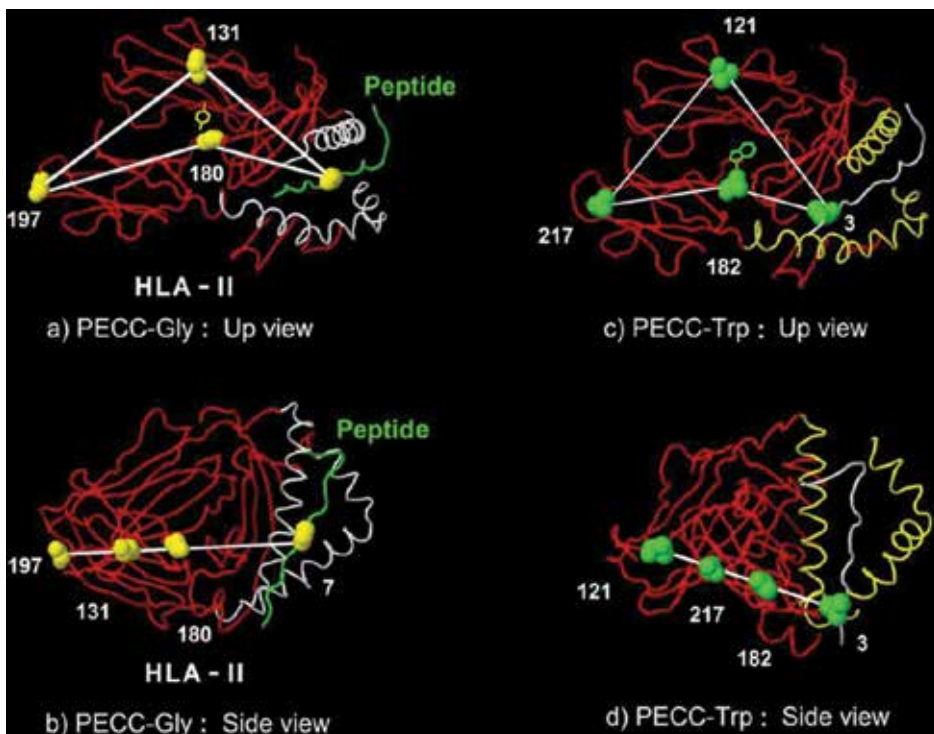 131
Peptide
180
197
HLA - II
a) PECC-Gly : Up view
121
3
217
182
c) PECC-Trp : Up view
Peptide
197
7
131
180
HLA - II
b) PECC-Gly : Side view
121
217
3
182
d) PECC-Trp : Side view